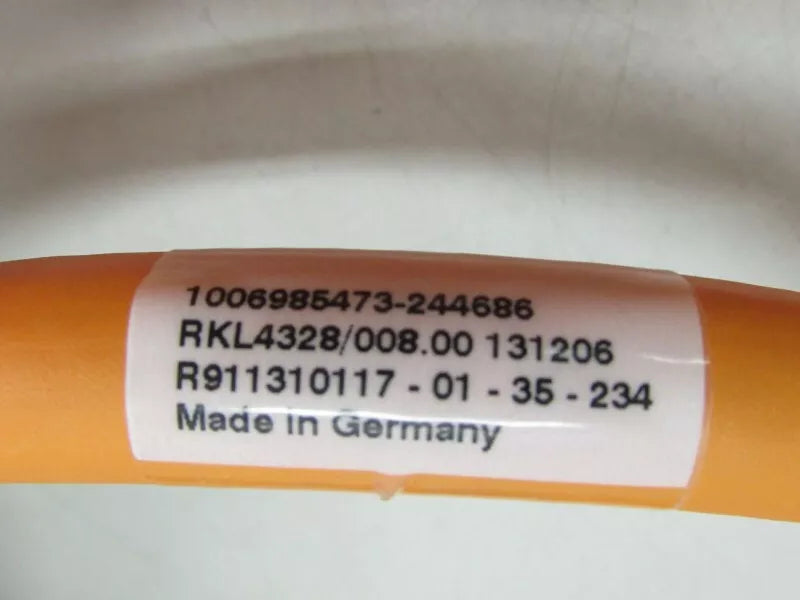 1006985473-244686
RKL4328/008.00 131206
R911310117 - 01 - 35 - 234
Made in Germany